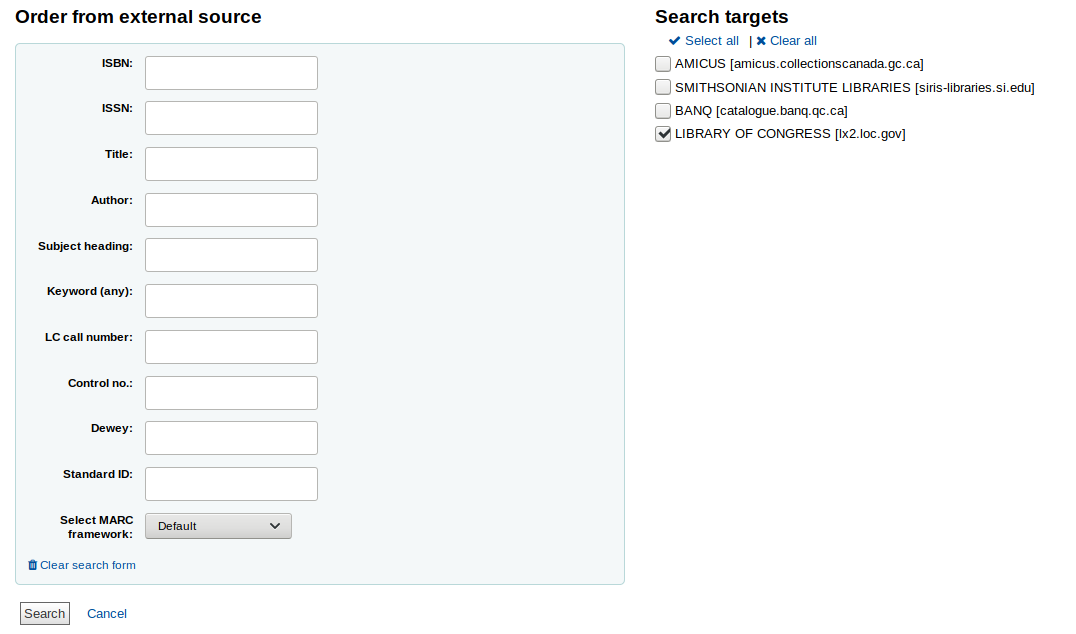 Order from external source
ISBN:
ISSN:
Title:
Author:
Subject heading:
Keyword (any):
LC call number:
Control no.:
Dewey:
Standard ID:
Select MARC
framework:
Default
Clear search form
Search
Cancel
Search targets
Select all | Clear all
AMICUS [amicus.collectionscanada.gc.ca]
SMITHSONIAN INSTITUTE LIBRARIES [siris-libraries.si.edu]
BANQ [catalogue.banq.qc.ca]
LIBRARY OF CONGRESS [lx2.loc.gov]